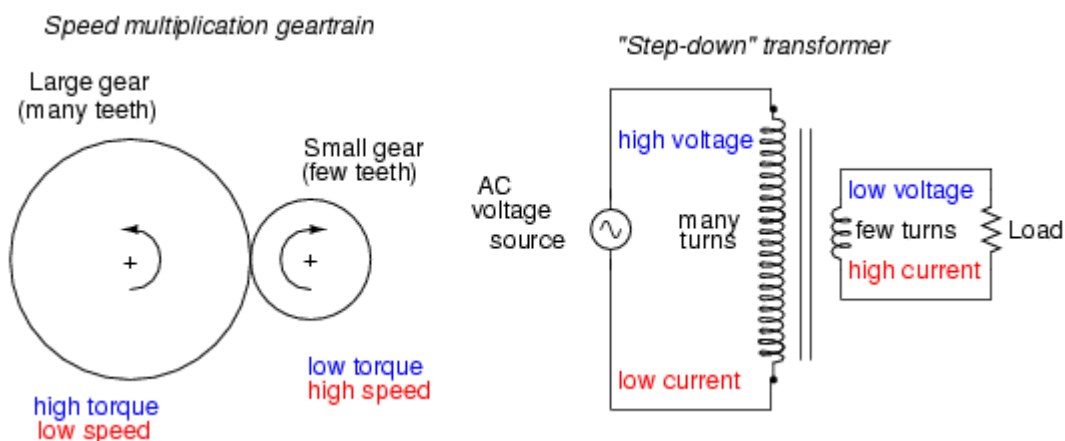 Speed multiplication geartrain
Large gear
(many teeth)
Small gear
(few teeth)
+
+
low torque
high speed
high torque
low speed
"Step-down" transformer
high voltage
AC
voltage
source
many
turns
low current
low voltage
few turns
high current
Load